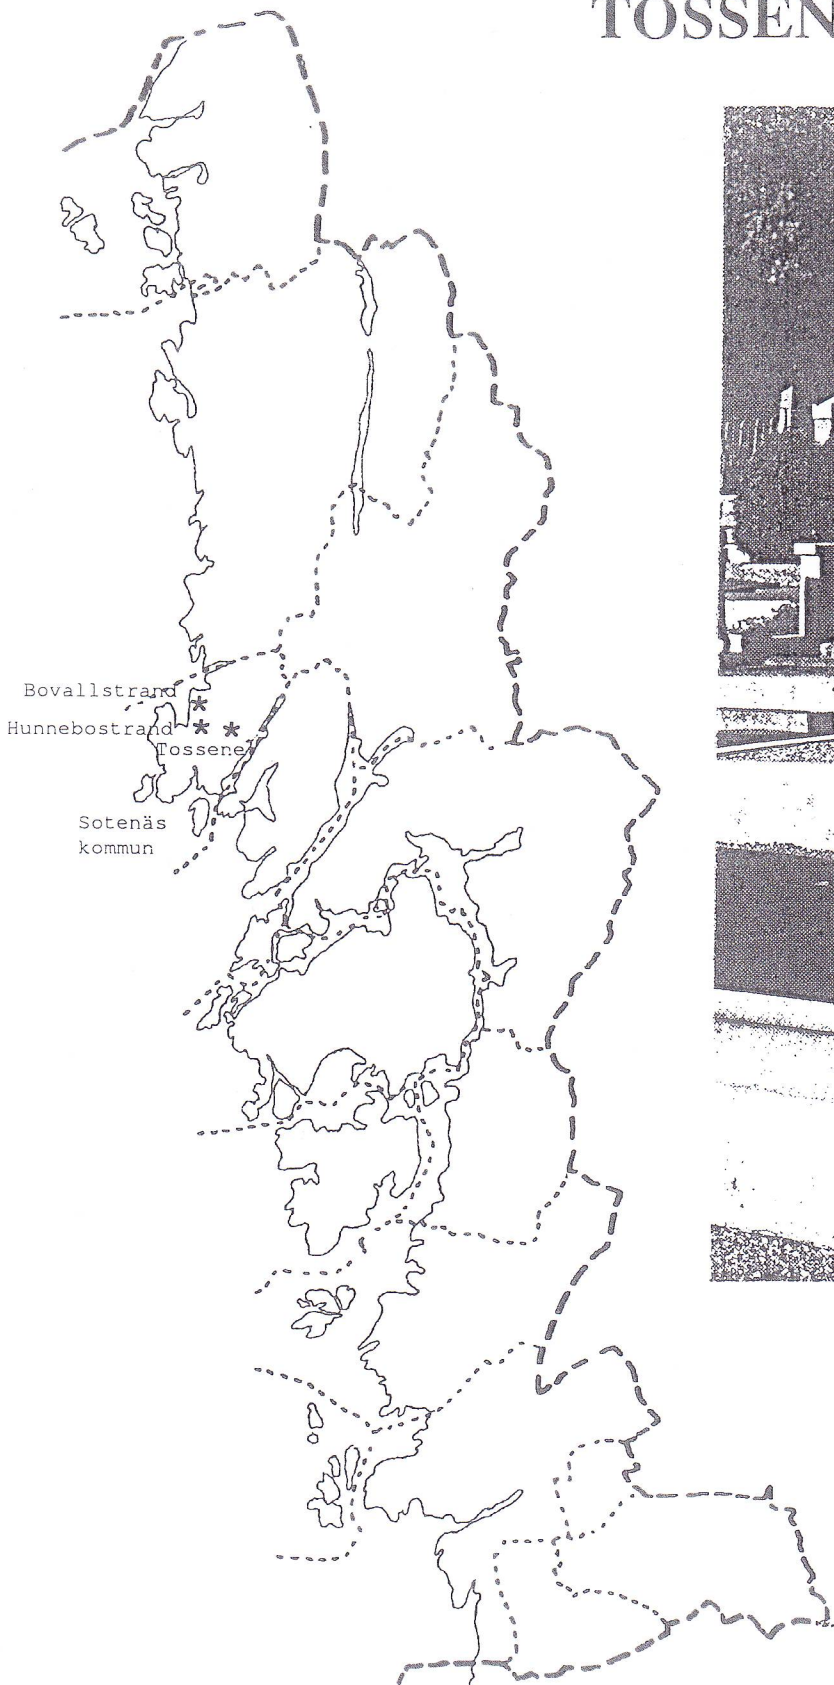 TOSSEN
Bovallstrand
Hunnebostrand
Tossene
Sotenäs
kommun